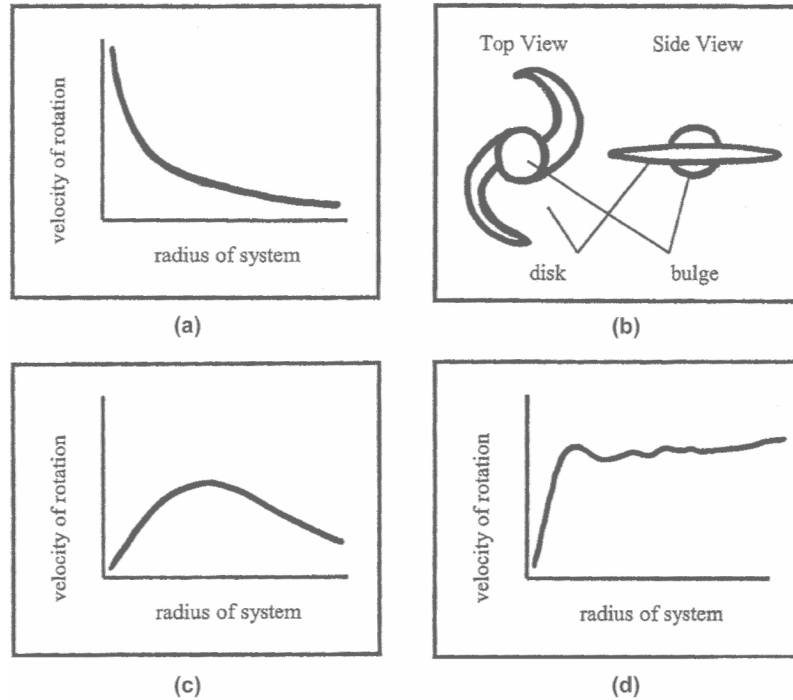 velocity of rotation
radius of system
(a)
Top View Side View
disk bulge
(b)
velocity of rotation
radius of system
(c)
velocity of rotation
radius of system
(d)